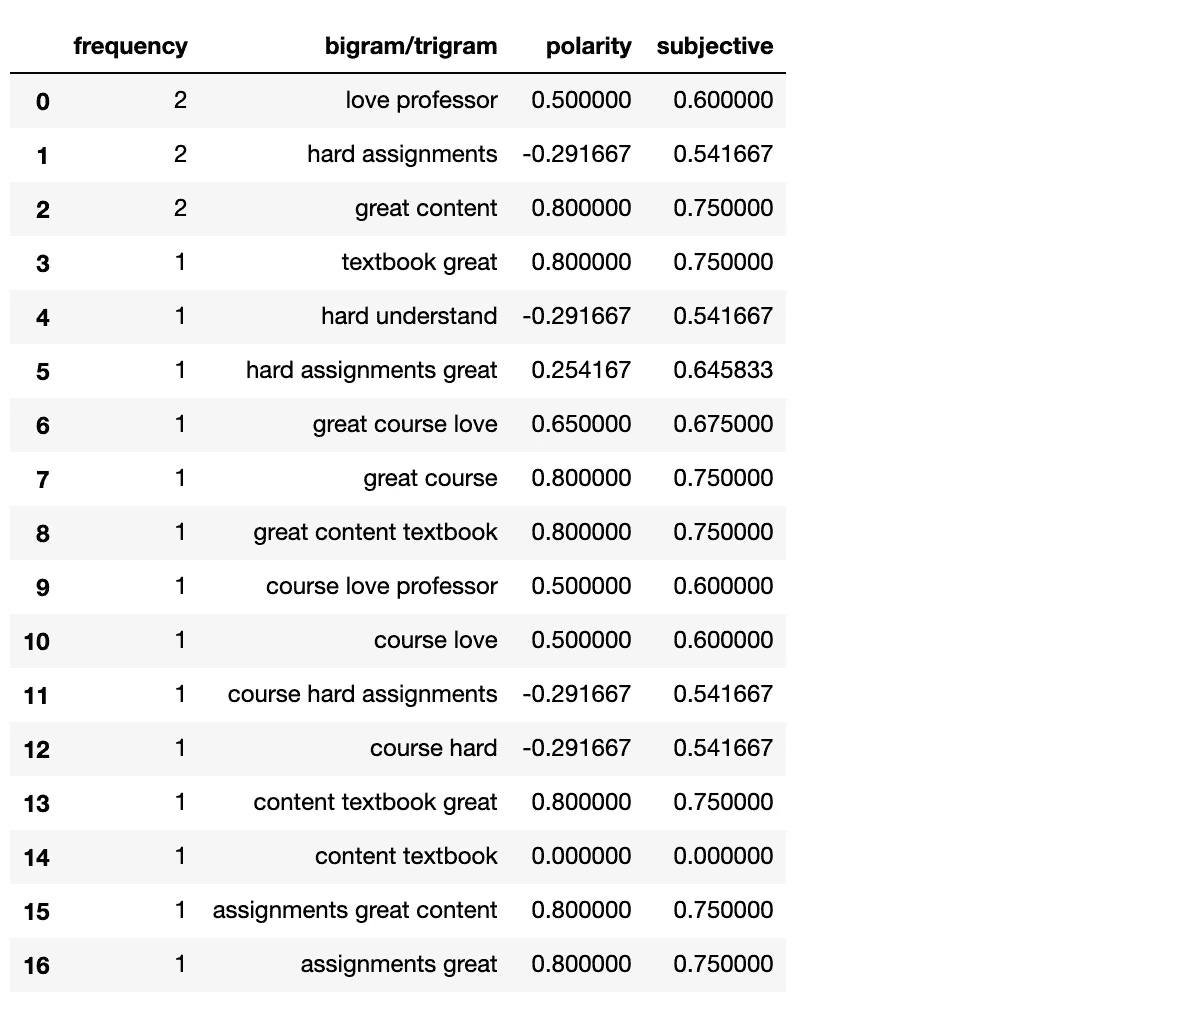 frequency bigram/trigram polarity subjective
0 2 love professor 0.500000 0.600000
1 2 hard assignments -0.291667 0.541667
2 2 great content 0.800000 0.750000
3 1 textbook great 0.800000 0.750000
4 1 hard understand -0.291667 0.541667
5 1 hard assignments great 0.254167 0.645833
6 1 great course love 0.650000 0.675000
7 1 great course 0.800000 0.750000
8 1 great content textbook 0.800000 0.750000
9 1 course love professor 0.500000 0.600000
10 1 course love 0.500000 0.600000
11 1 course hard assignments -0.291667 0.541667
12 1 course hard -0.291667 0.541667
13 1 content textbook great 0.800000 0.750000
14 1 content textbook 0.000000 0.000000
15 1 assignments great content 0.800000 0.750000
16 1 assignments great 0.800000 0.750000